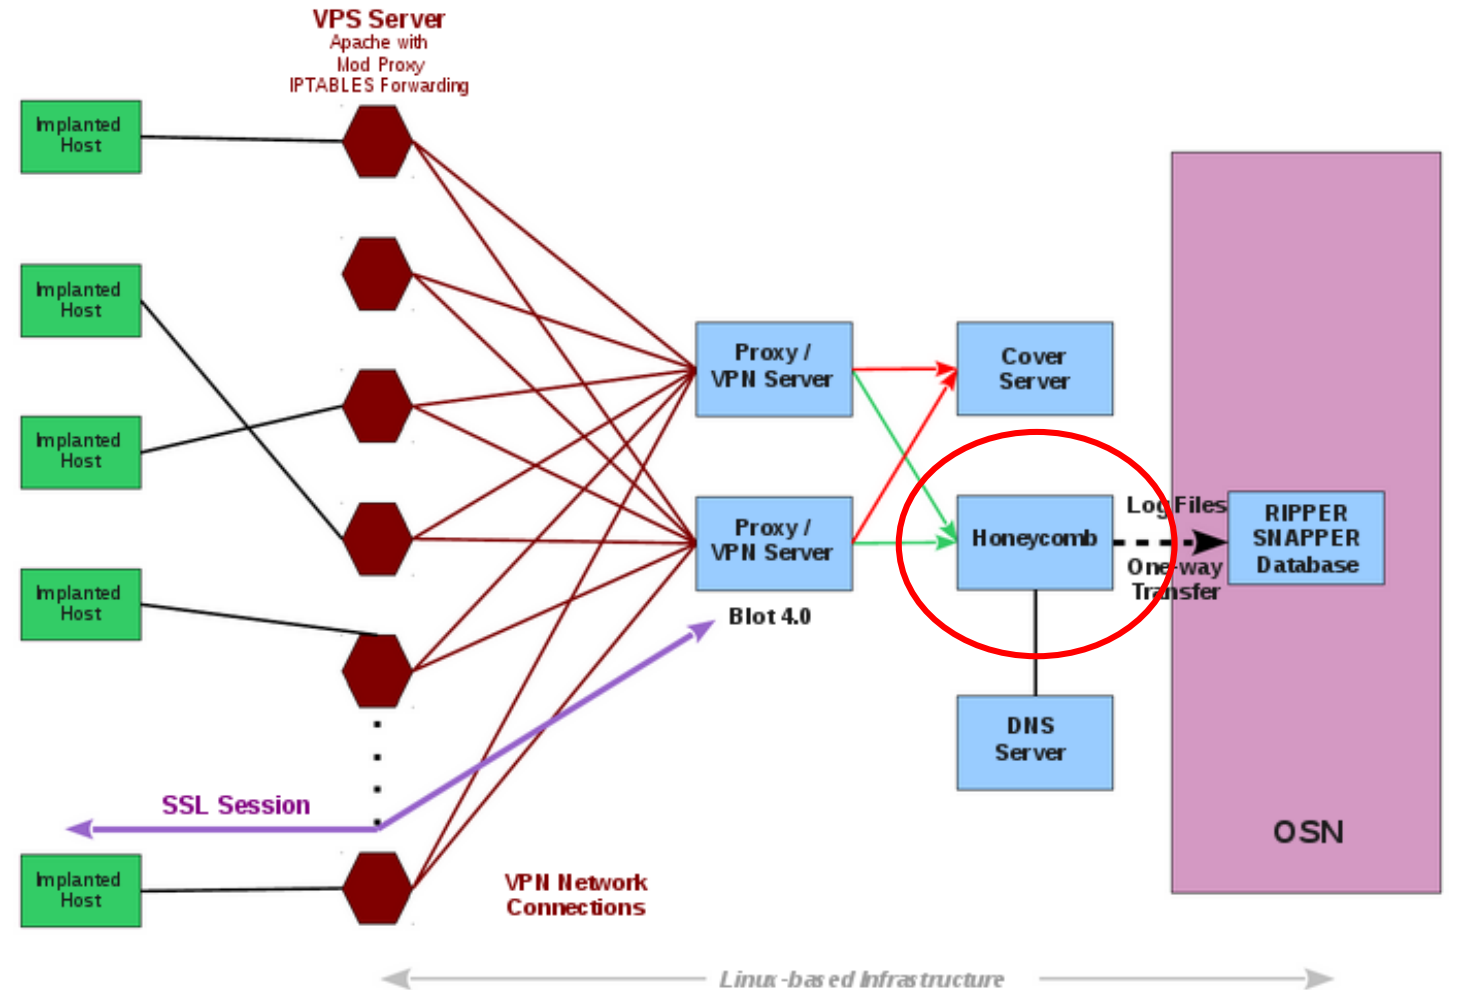 VPS Server
Apache with
Mod Proxy
IPTABLES Forwarding
Implanted
Host
Implanted
Host
Implanted
Host
Implanted
Host
Implanted
Host
SSL Session
VPN Network
Connections
Proxy /
VPN Server
Proxy /
VPN Server
Blot 4.0
Cover
Server
Honeycomb
DNS
Server
Log Files
One-way
Transfer
RIPPER
SNAPPER
Database
OSN
Linux-based Infrastructure